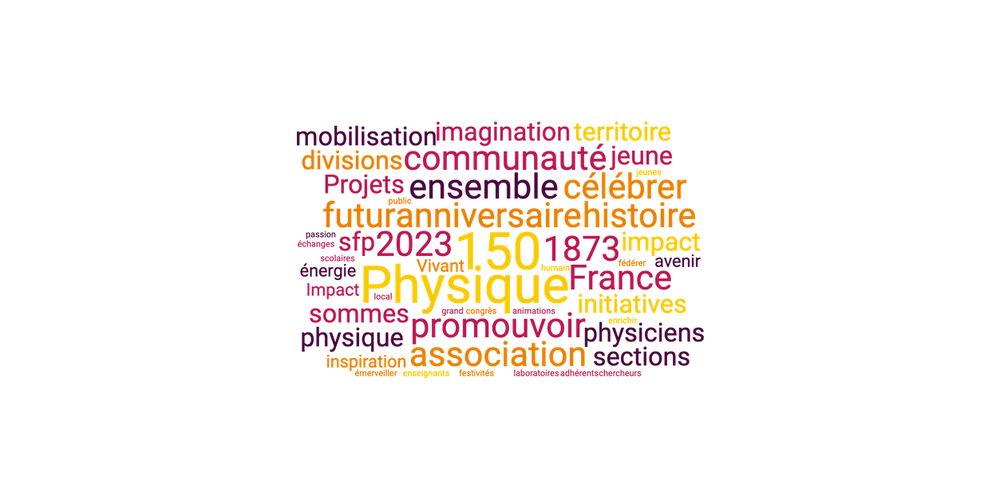 mobilisation imagination territoire
divisions communauté jeune
jeunes
Projets ensemble célébrer
public
futur anniversaire histoire
passion
échanges sfp 2023 150 1873 impact
scolaires
énergie Vivant humain fédérer avenir
Impact Physique France
local
sommes grand congrès animations initiatives
enrichir
physique promouvoir physiciens
inspiration association sections
émerveiller enseignants festivités laboratoires adhérents chercheurs